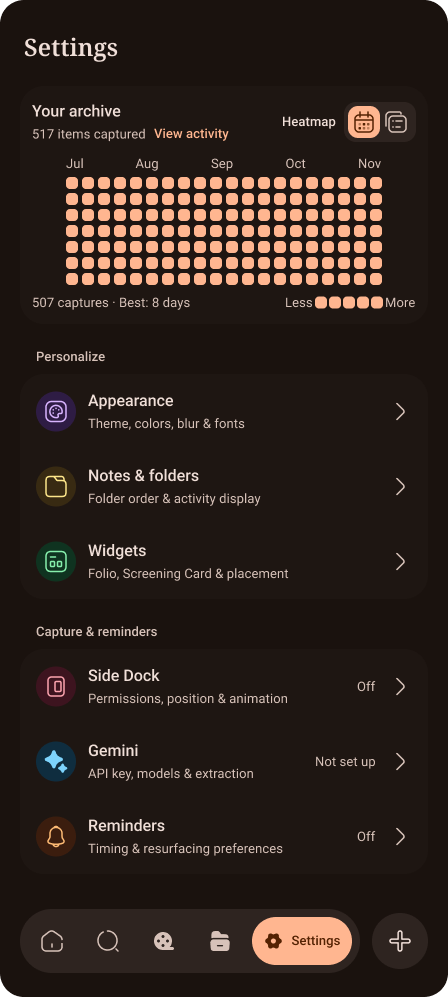 Settings
Your archive
517 items captured View activity
Heatmap
Jul Aug Sep Oct Nov
507 captures · Best: 8 days
Less More
Personalize
Appearance
Theme, colors, blur & fonts
Notes & folders
Folder order & activity display
Widgets
Folio, Screening Card & placement
Capture & reminders
Side Dock
Permissions, position & animation
Off
Gemini
API key, models & extraction
Not set up
Reminders
Timing & resurfacing preferences
Off
Settings